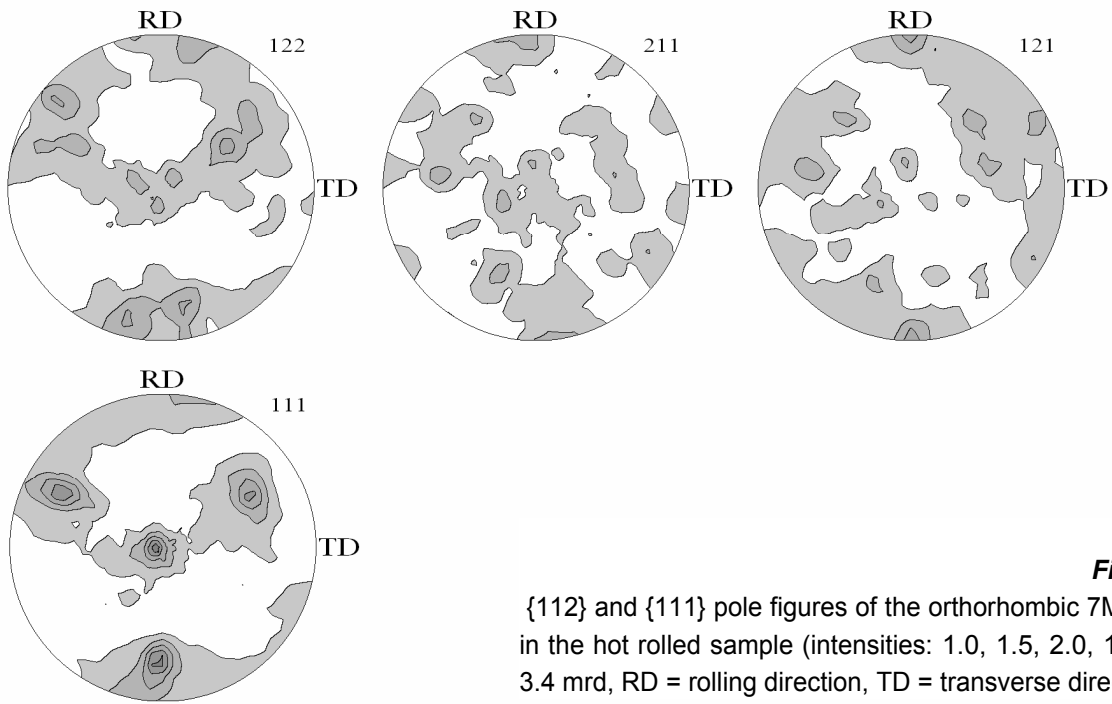 RD
122
TD
RD
211
TD
RD
121
TD
RD
111
TD
{112} and {111} pole figures of the orthorhombic 7M
in the hot rolled sample (intensities: 1.0, 1.5, 2.0, 1
3.4 mrd, RD = rolling direction, TD = transverse dire